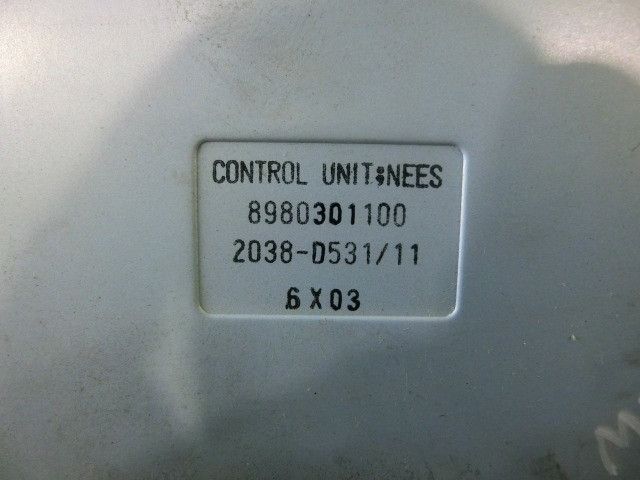 CONTROL UNIT;NEES
8980301100
2038-D531/11
6X03